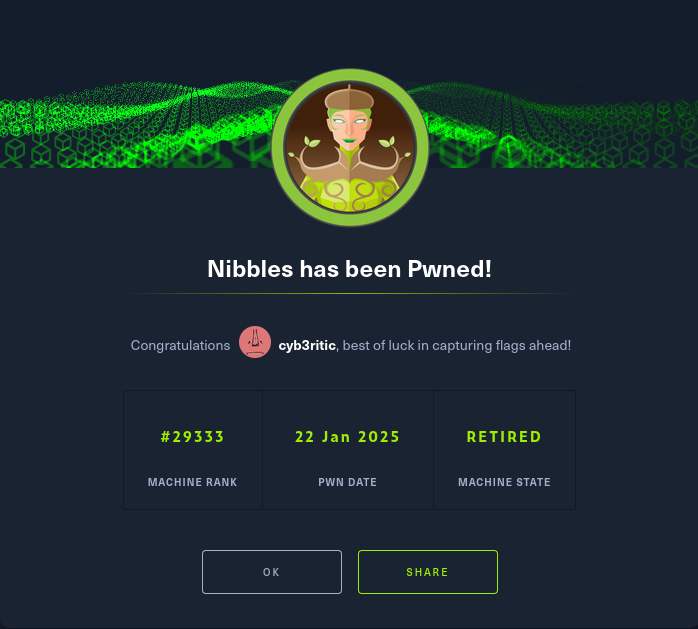 Nibbles has been Pwned!
Congratulations cyb3ritic, best of luck in capturing flags ahead!
#29333 22 Jan 2025 RETIRED
MACHINE RANK PWN DATE MACHINE STATE
OK SHARE